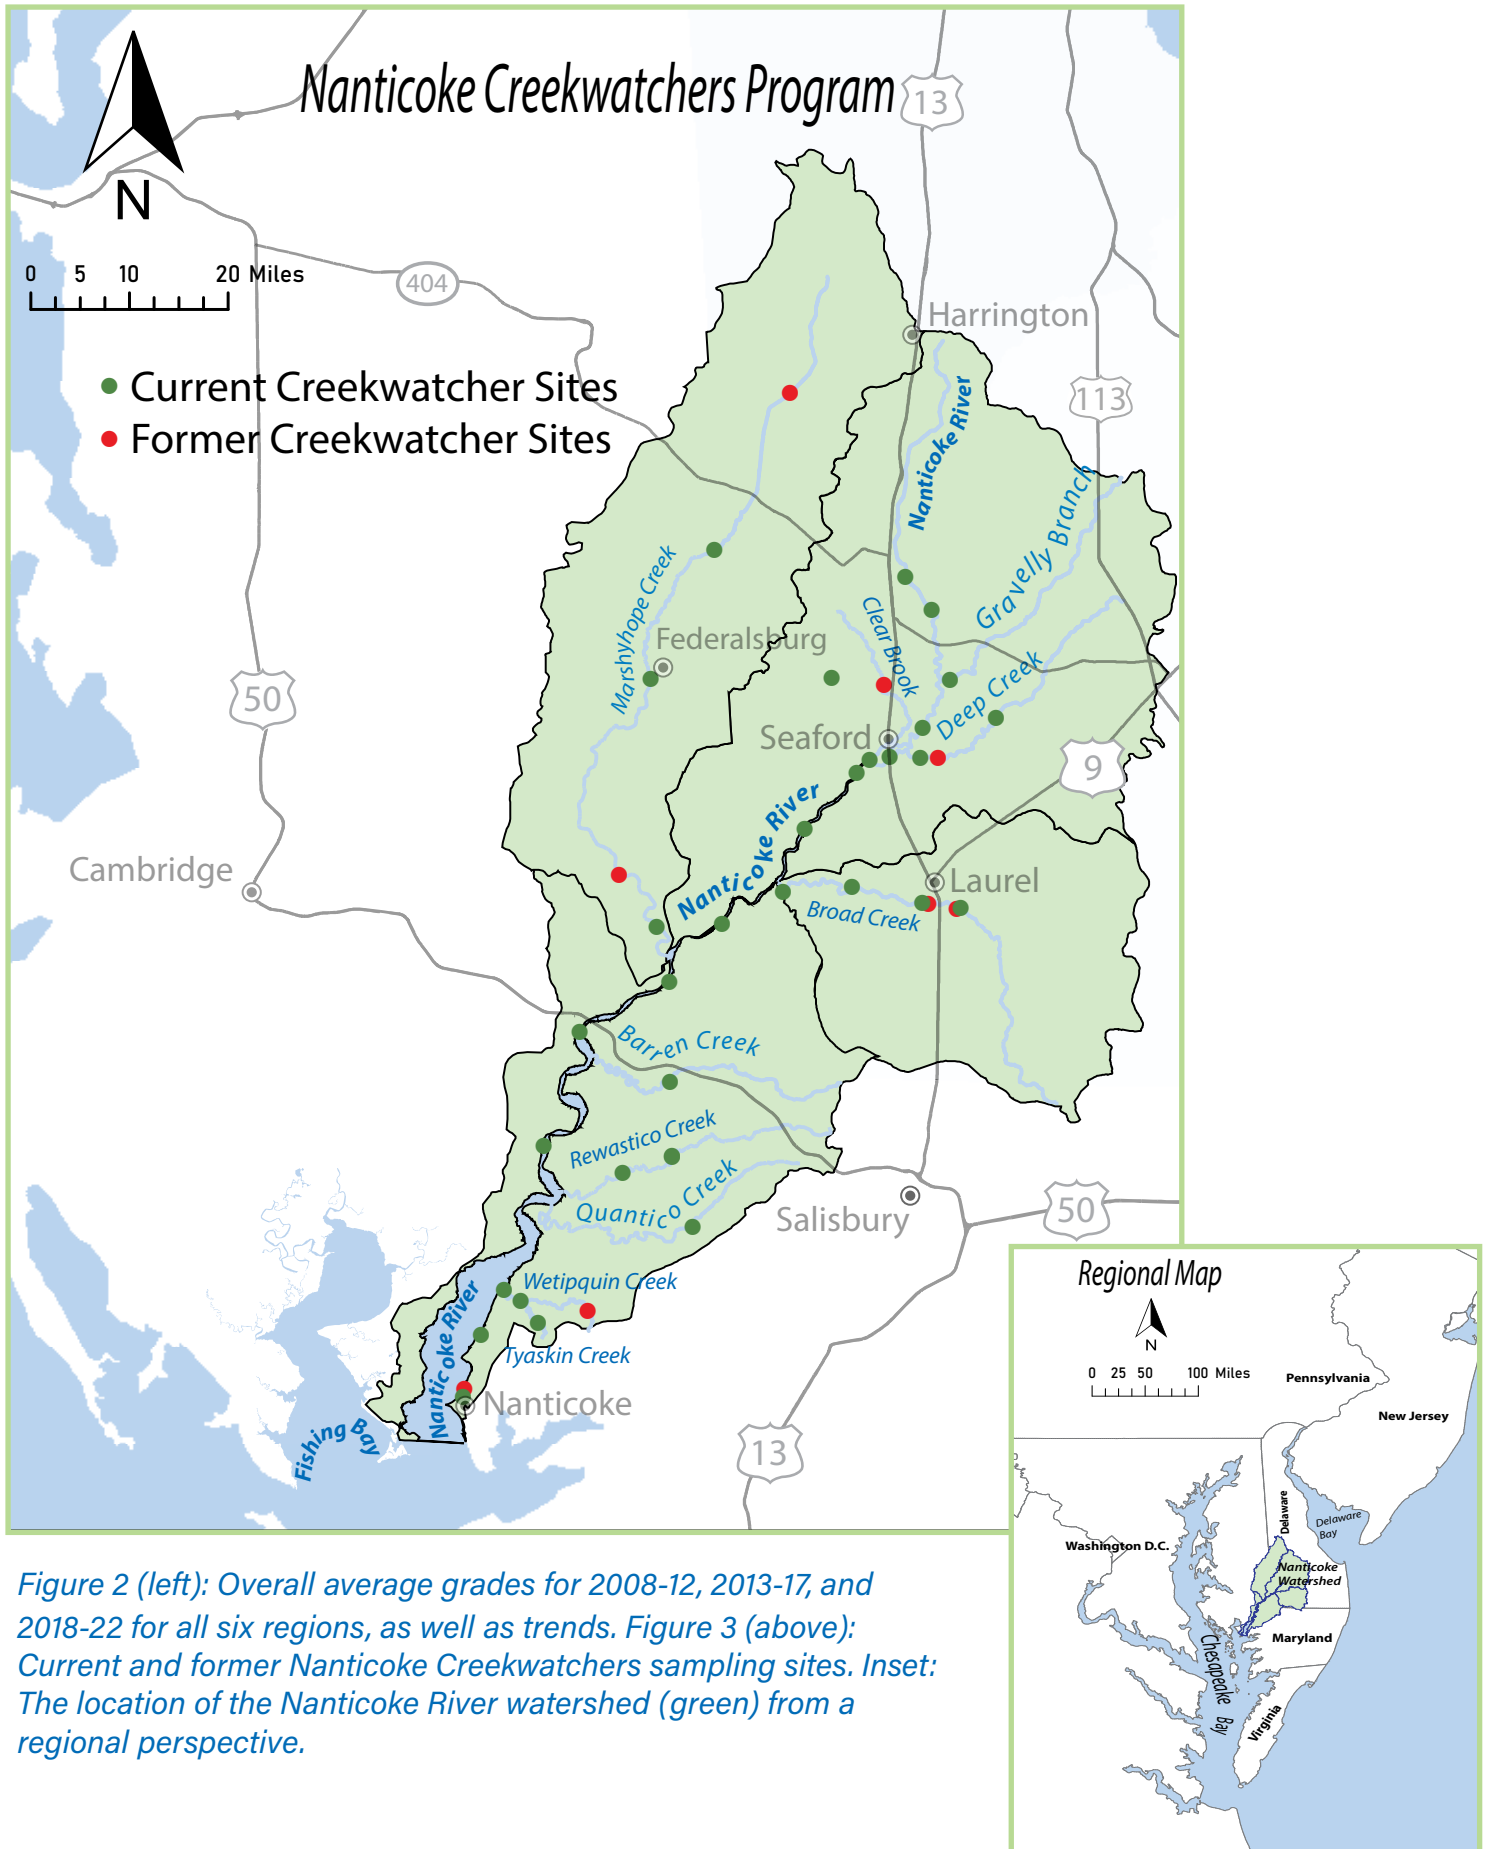 Nanticoke Creekwatchers Program
13
N
0 5 10 20 Miles
404
Harrington
Current Creekwatcher Sites
Former Creekwatcher Sites
113
Nanticoke River
Gravelly Branch
Marshyhope Creek
Clear Brook
Federalsburg
50
Deep Creek
Seaford
9
Nanticoke River
Cambridge
Laurel
Broad Creek
Barren Creek
Rewastico Creek
Quantico Creek
Salisbury
50
Wetipquin Creek
Nanticoke River
Tyaskin Creek
Nanticoke
Fishing Bay
13
Regional Map
N
0 25 50 100 Miles
Pennsylvania
New Jersey
Delaware
Delaware
Bay
Washington D.C.
Nanticoke
Watershed
Maryland
Chesapeake Bay
Virginia
Figure 2 (left): Overall average grades for 2008-12, 2013-17, and
2018-22 for all six regions, as well as trends. Figure 3 (above):
Current and former Nanticoke Creekwatchers sampling sites. Inset:
The location of the Nanticoke River watershed (green) from a
regional perspective.